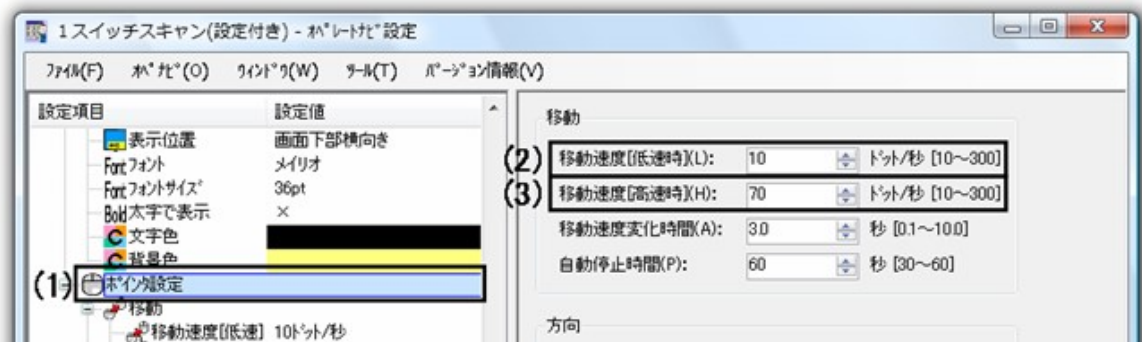 1スイッチスキャン(設定付き) - ｵﾍﾟﾚｰﾄﾅﾋﾞ設定
ﾌｧｲﾙ(F) ｵﾍﾟﾅﾋﾞ(O) ｳｨﾝﾄﾞｳ(W) ﾂｰﾙ(T) ﾊﾞｰｼﾞｮﾝ情報(V)
設定項目 設定値
表示位置 画面下部横向き
Font ﾌｫﾝﾄ メイリオ
Font ﾌｫﾝﾄｻｲｽﾞ 36pt
Bold 太字で表示 ×
C 文字色
C 背景色
(1) ﾎﾟｲﾝﾀ設定
移動
移動速度[低速] 10ﾄﾞｯﾄ/秒
移動
(2) 移動速度[低速時](L): 10 ﾄﾞｯﾄ/秒 [10～300]
(3) 移動速度[高速時](H): 70 ﾄﾞｯﾄ/秒 [10～300]
移動速度変化時間(A): 3.0 秒 [0.1～10.0]
自動停止時間(P): 60 秒 [30～60]
方向